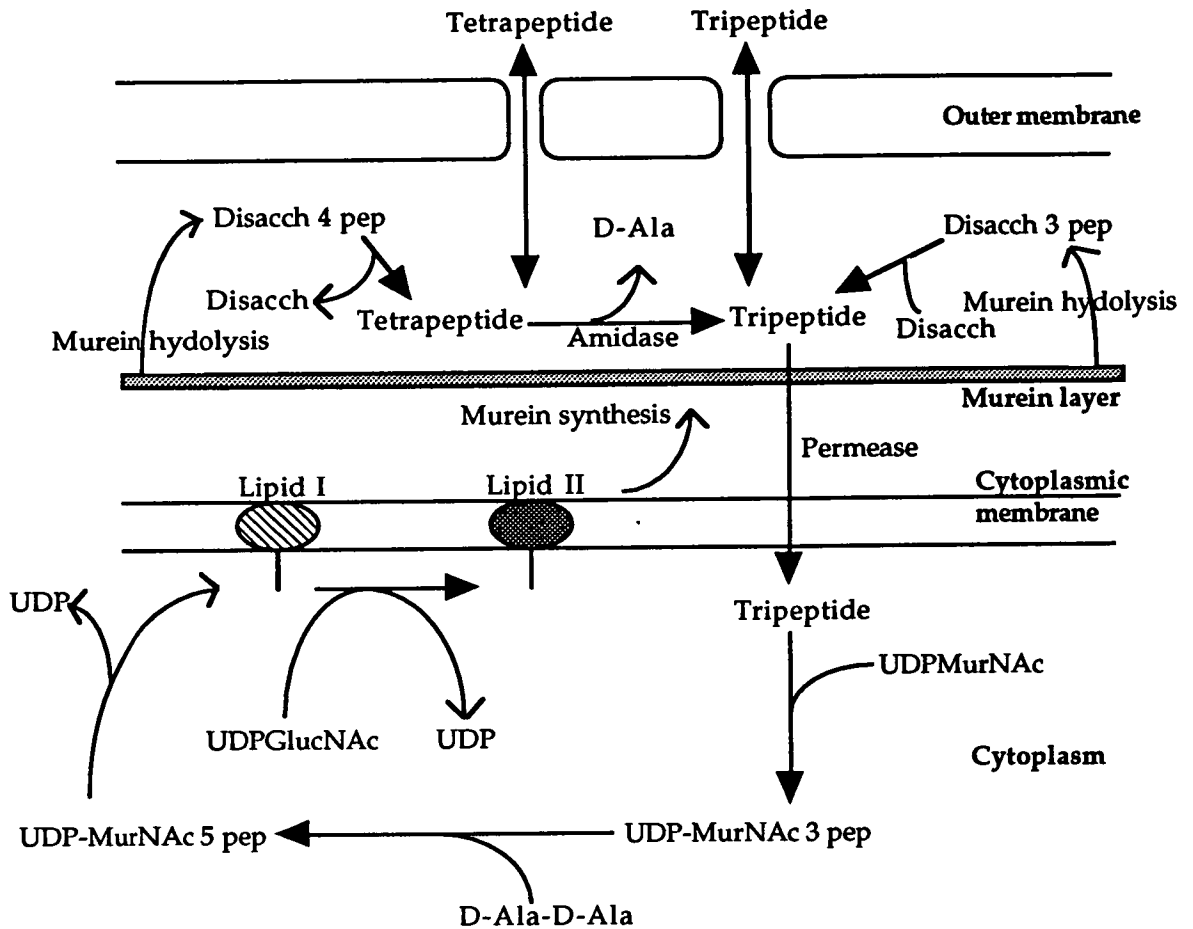 Tetrapeptide
Tripeptide
Outer membrane
Disacch 4 pep
D-Ala
Disacch 3 pep
Disacch
Tetrapeptide
Amidase
Tripeptide
Disacch
Murein hydolysis
Murein hydolysis
Murein layer
Murein synthesis
Permease
Lipid I
Lipid II
Cytoplasmic
membrane
UDP
Tripeptide
UDPMurNAc
UDPGlucNAc
UDP
Cytoplasm
UDP-MurNAc 5 pep
UDP-MurNAc 3 pep
D-Ala-D-Ala